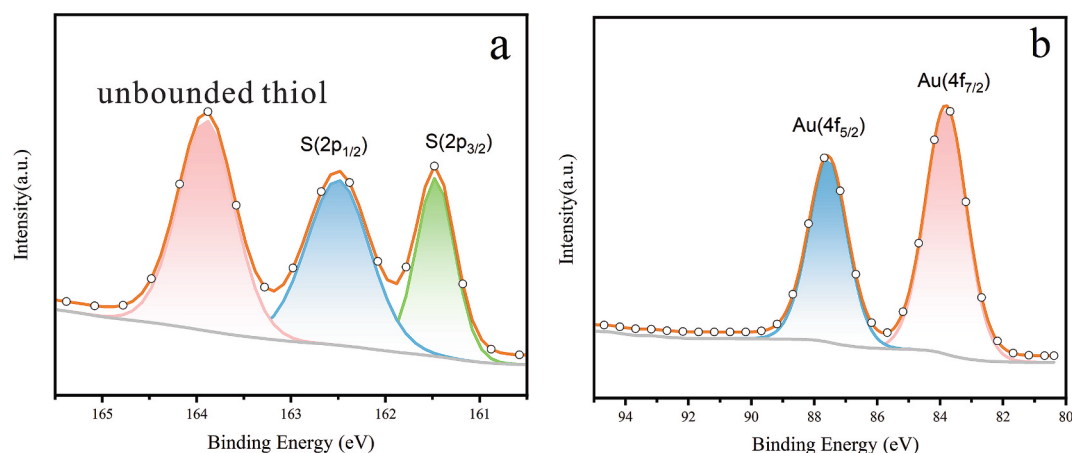 a
unbounded thiol
S(2p1/2)
S(2p3/2)
Intensity(a.u.)
165
164
163
162
161
Binding Energy (eV)
b
Au(4f7/2)
Au(4f5/2)
Intensity(a.u.)
94
92
90
88
86
84
82
80
Binding Energy (eV)